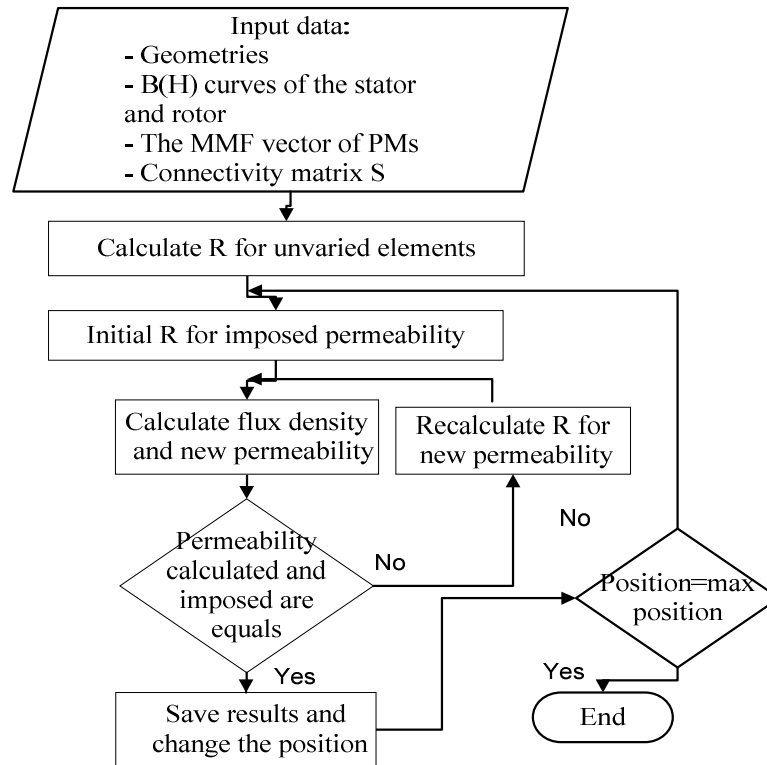 Input data:
- Geometries
- B(H) curves of the stator
and rotor
- The MMF vector of PMs
- Connectivity matrix S
Calculate R for unvaried elements
Initial R for imposed permeability
Calculate flux density
and new permeability
Recalculate R for
new permeability
Permeability
calculated and
imposed are
equals
No
Yes
Save results and
change the position
No
Position=max
position
Yes
End